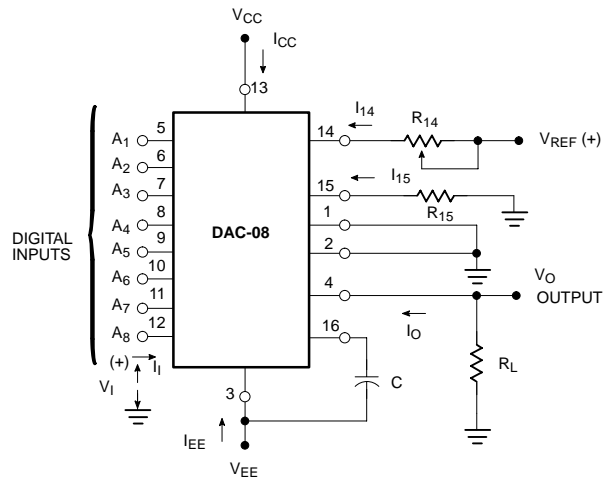 VCC
ICC
13
A1 5
A2 6
A3 7
A4 8
A5 9
A6 10
A7 11
A8 12
DIGITAL
INPUTS
(+)
II
VI
DAC-08
14 I14 R14 VREF (+)
15 I15 R15
1
2
4 IO VO
OUTPUT
16
C
RL
3
IEE
VEE